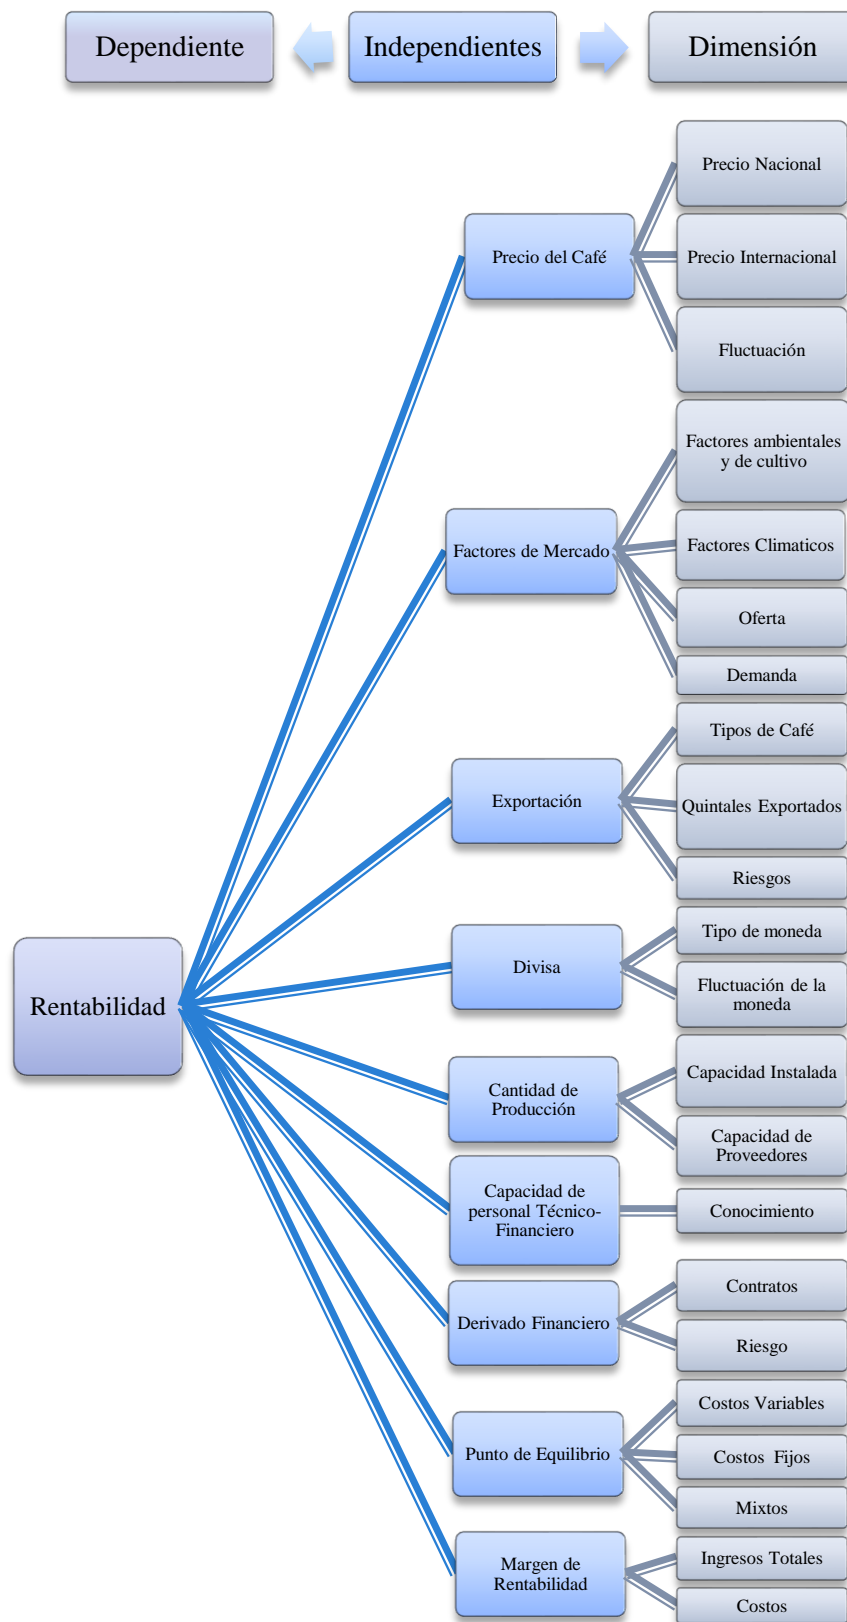 Dependiente
Independientes
Dimensión
Precio Nacional
Precio del Café
Precio Internacional
Fluctuación
Factores ambientales
y de cultivo
Factores de Mercado
Factores Climaticos
Oferta
Demanda
Tipos de Café
Exportación
Quintales Exportados
Riesgos
Rentabilidad
Divisa
Tipo de moneda
Fluctuación de la
moneda
Cantidad de
Producción
Capacidad Instalada
Capacidad de
Proveedores
Capacidad de
personal Técnico-
Financiero
Conocimiento
Derivado Financiero
Contratos
Riesgo
Punto de Equilibrio
Costos Variables
Costos Fijos
Mixtos
Margen de
Rentabilidad
Ingresos Totales
Costos